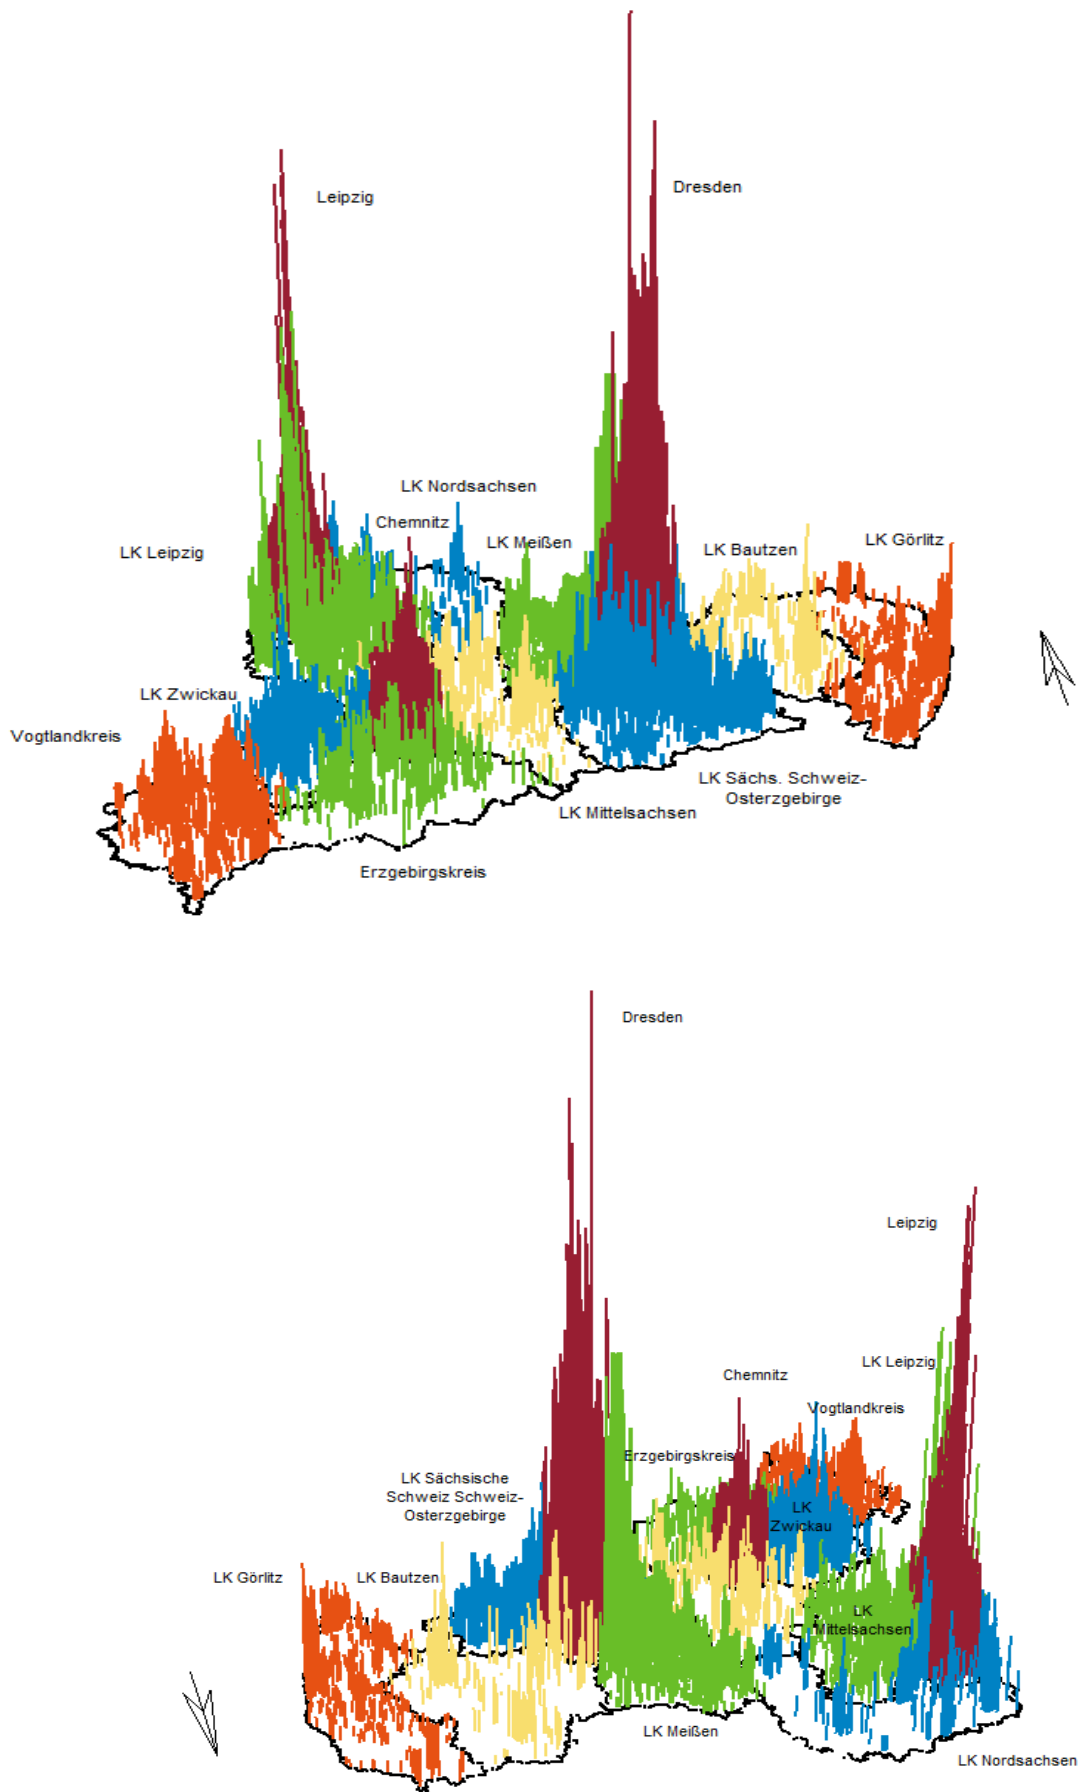 Leipzig
Dresden
LK Nordsachsen
Chemnitz
LK Meißen
LK Leipzig
LK Bautzen
LK Görlitz
LK Zwickau
Vogtlandkreis
LK Sächs. Schweiz-
Osterzgebirge
LK Mittelsachsen
Erzgebirgskreis
Dresden
Leipzig
LK Leipzig
Chemnitz
Vogtlandkreis
Erzgebirgskreis
LK Sächsische
Schweiz Schweiz-
Osterzgebirge
LK
Zwickau
LK Görlitz
LK Bautzen
LK
Mittelsachsen
LK Meißen
LK Nordsachsen